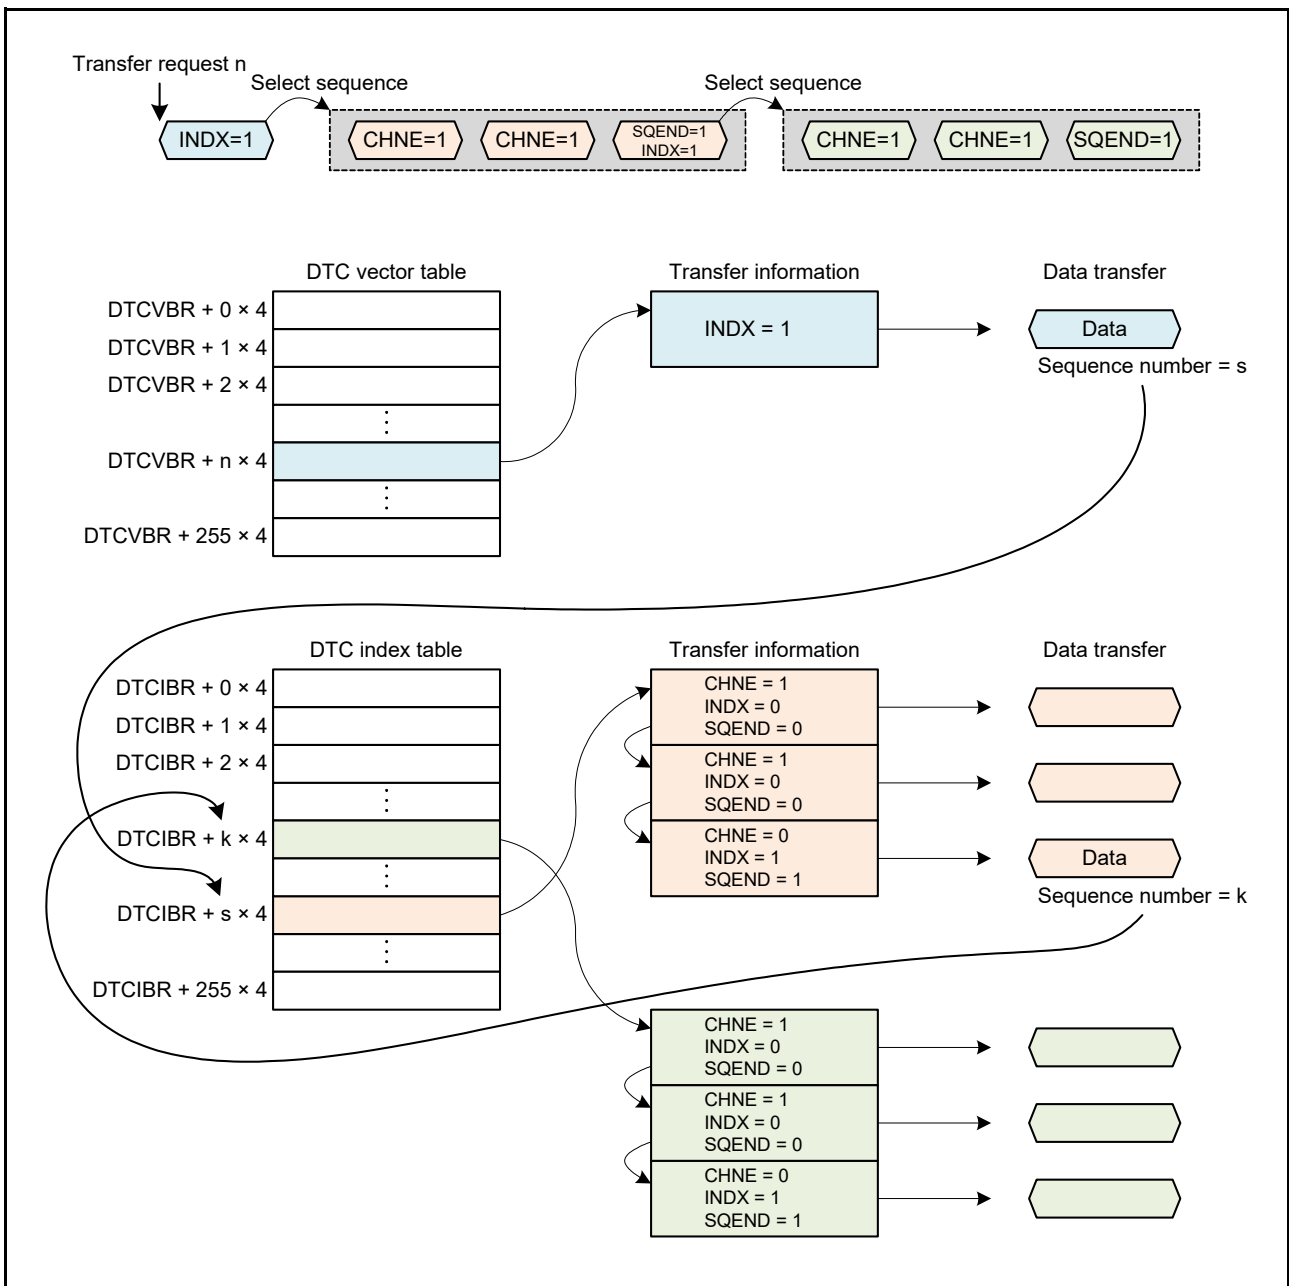 Transfer request n
Select sequence
Select sequence
INDX=1
CHNE=1
CHNE=1
SQEND=1
INDX=1
CHNE=1
CHNE=1
SQEND=1
DTC vector table
Transfer information
Data transfer
DTCVBR + 0 × 4
DTCVBR + 1 × 4
DTCVBR + 2 × 4
⋮
DTCVBR + n × 4
⋮
DTCVBR + 255 × 4
INDX = 1
Data
Sequence number = s
DTC index table
Transfer information
Data transfer
DTCIBR + 0 × 4
DTCIBR + 1 × 4
DTCIBR + 2 × 4
⋮
DTCIBR + k × 4
⋮
DTCIBR + s × 4
⋮
DTCIBR + 255 × 4
CHNE = 1
INDX = 0
SQEND = 0
CHNE = 1
INDX = 0
SQEND = 0
CHNE = 0
INDX = 1
SQEND = 1
Data
Sequence number = k
CHNE = 1
INDX = 0
SQEND = 0
CHNE = 1
INDX = 0
SQEND = 0
CHNE = 0
INDX = 1
SQEND = 1